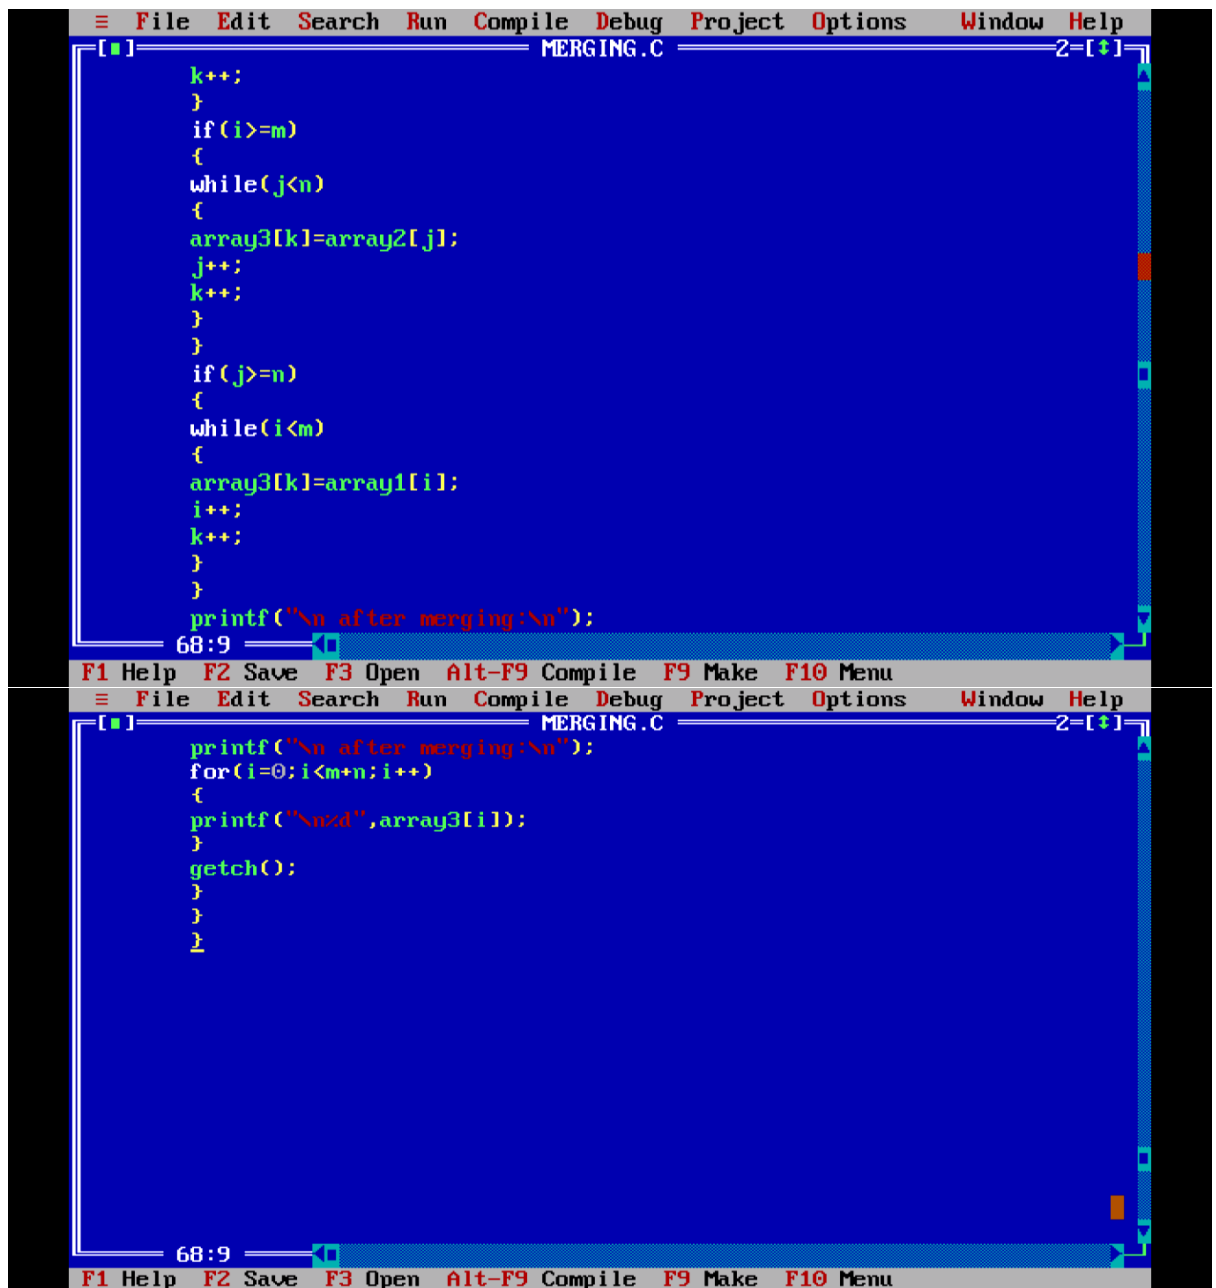 ≡ File Edit Search Run Compile Debug Project Options Window Help
[■] MERGING.C 2=[↕]
k++;
}
if(i>=m)
{
while(j<n)
{
array3[k]=array2[j];
j++;
k++;
}
}
if(j>=n)
{
while(i<m)
{
array3[k]=array1[i];
i++;
k++;
}
}
printf("\n after merging:\n");
68:9
F1 Help F2 Save F3 Open Alt-F9 Compile F9 Make F10 Menu
≡ File Edit Search Run Compile Debug Project Options Window Help
[■] MERGING.C 2=[↕]
printf("\n after merging:\n");
for(i=0;i<m+n;i++)
{
printf("\n%d",array3[i]);
}
getch();
}
}
}
68:9
F1 Help F2 Save F3 Open Alt-F9 Compile F9 Make F10 Menu